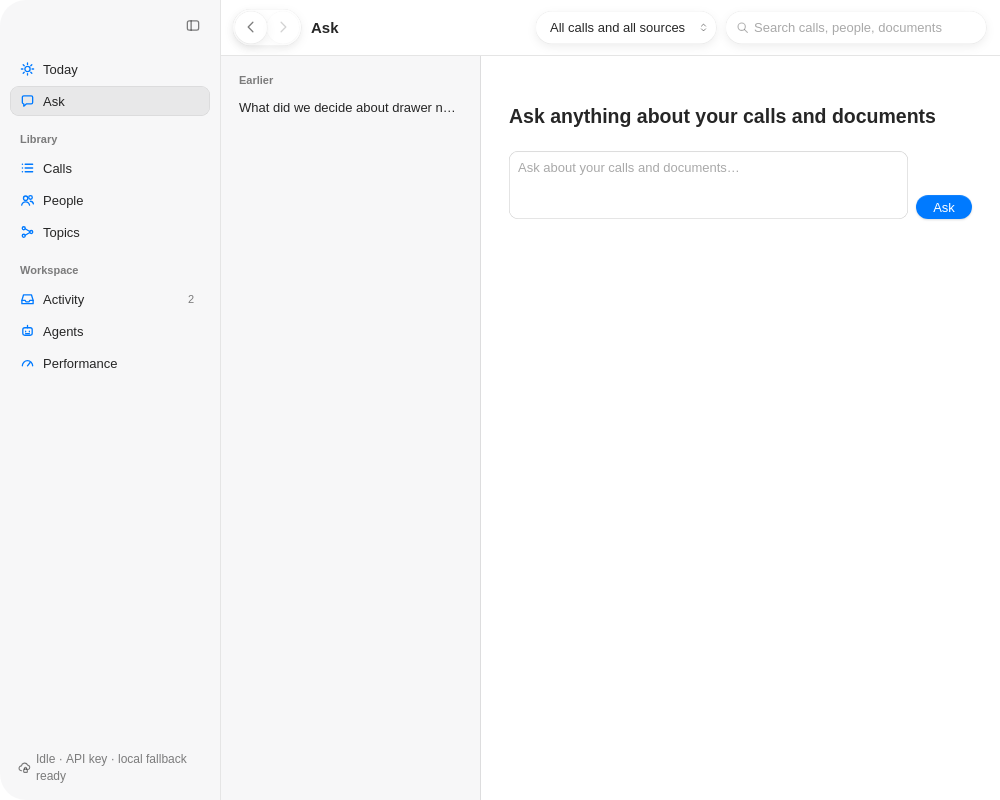 Today
Ask
Library
Calls
People
Topics
Workspace
Activity 2
Agents
Performance
Idle · API key · local fallback
ready
Ask
All calls and all sources
Search calls, people, documents
Earlier
What did we decide about drawer n…
Ask anything about your calls and documents
Ask about your calls and documents…
Ask